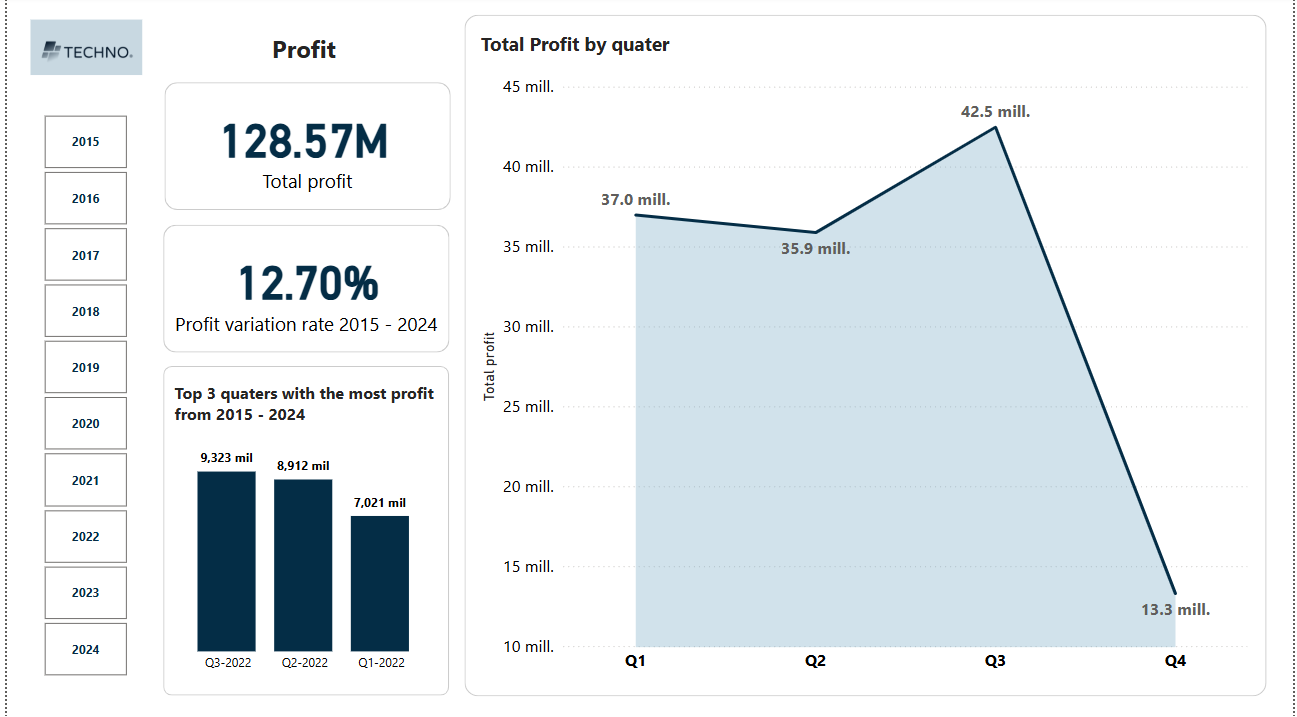 TECHNO.
2015
2016
2017
2018
2019
2020
2021
2022
2023
2024
Profit
128.57M
Total profit
12.70%
Profit variation rate 2015 - 2024
Top 3 quaters with the most profit
from 2015 - 2024
9,323 mil
8,912 mil
7,021 mil
Q3-2022
Q2-2022
Q1-2022
Total Profit by quater
Total profit
45 mill.
40 mill.
35 mill.
30 mill.
25 mill.
20 mill.
15 mill.
10 mill.
37.0 mill.
35.9 mill.
42.5 mill.
13.3 mill.
Q1
Q2
Q3
Q4